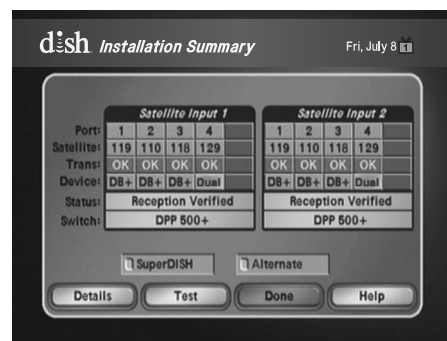 dish Installation Summary Fri, July 8 1
Satellite Input 1 Satellite Input 2
Port: 1 2 3 4 1 2 3 4
Satellite: 119 110 118 129 119 110 118 129
Trans: OK OK OK OK OK OK OK OK
Device: DB+ DB+ DB+ Dual DB+ DB+ DB+ Dual
Status: Reception Verified Reception Verified
Switch: DPP 500+ DPP 500+
SuperDISH Alternate
Details Test Done Help